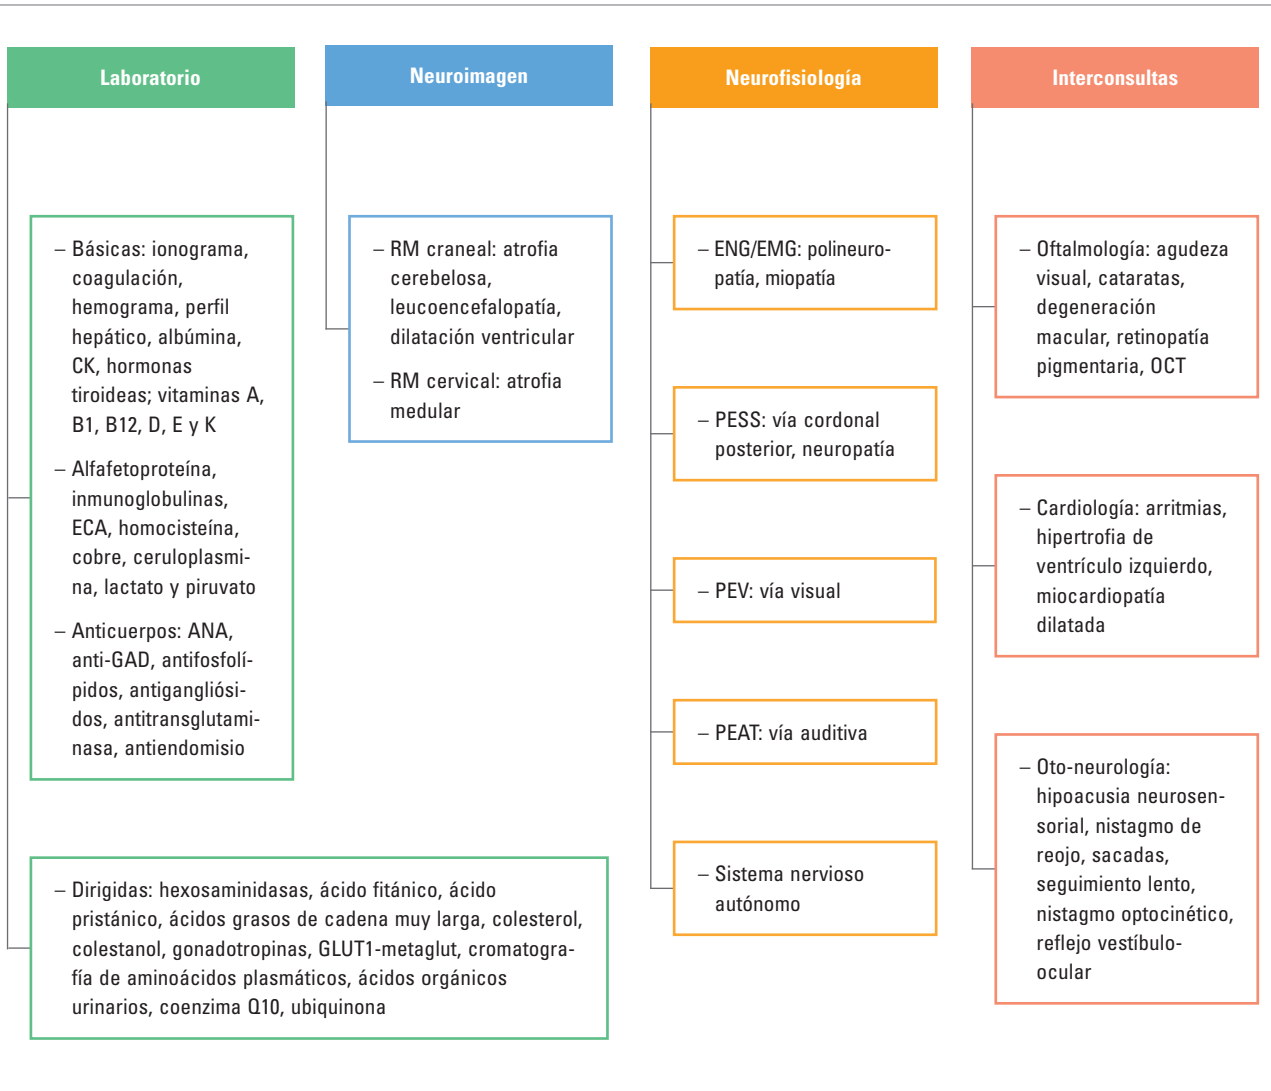 Laboratorio
– Básicas: ionograma,
coagulación,
hemograma, perfil
hepático, albúmina,
CK, hormonas
tiroideas; vitaminas A,
B1, B12, D, E y K
– Alfafetoproteína,
inmunoglobulinas,
ECA, homocisteína,
cobre, ceruloplasmi-
na, lactato y piruvato
– Anticuerpos: ANA,
anti-GAD, antifosfolí-
pidos, antigangliósi-
dos, antitransglutami-
nasa, antiendomisio
– Dirigidas: hexosaminidasas, ácido fitánico, ácido
pristánico, ácidos grasos de cadena muy larga, colesterol,
colestanol, gonadotropinas, GLUT1-metaglut, cromatogra-
fía de aminoácidos plasmáticos, ácidos orgánicos
urinarios, coenzima Q10, ubiquinona
Neuroimagen
– RM craneal: atrofia
cerebelosa,
leucoencefalopatía,
dilatación ventricular
– RM cervical: atrofia
medular
Neurofisiología
– ENG/EMG: polineuro-
patía, miopatía
– PESS: vía cordonal
posterior, neuropatía
– PEV: vía visual
– PEAT: vía auditiva
– Sistema nervioso
autónomo
Interconsultas
– Oftalmología: agudeza
visual, cataratas,
degeneración
macular, retinopatía
pigmentaria, OCT
– Cardiología: arritmias,
hipertrofia de
ventrículo izquierdo,
miocardiopatía
dilatada
– Oto-neurología:
hipoacusia neurosen-
sorial, nistagmo de
reojo, sacadas,
seguimiento lento,
nistagmo optocinético,
reflejo vestíbulo-
ocular